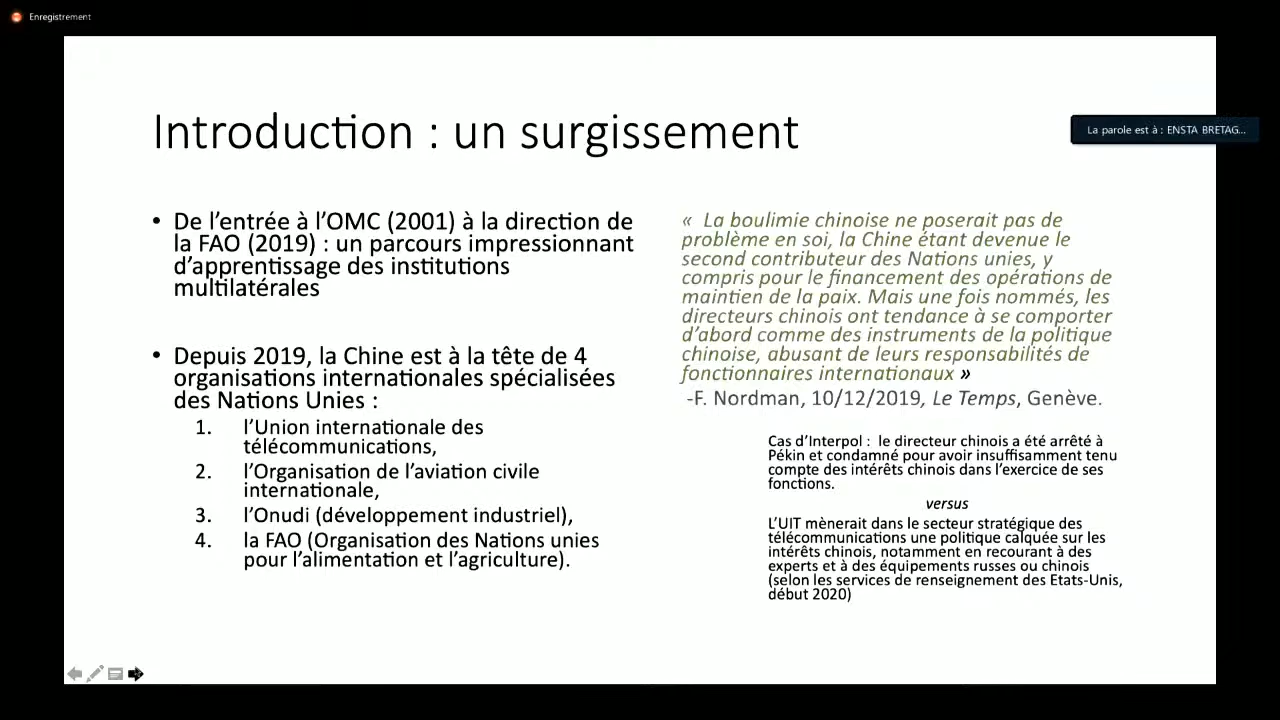 Enregistrement
Introduction : un surgissement
La parole est à : ENSTA BRETAG...
• De l’entrée à l’OMC (2001) à la direction de
la FAO (2019) : un parcours impressionnant
d’apprentissage des institutions
multilatérales
• Depuis 2019, la Chine est à la tête de 4
organisations internationales spécialisées
des Nations Unies :
1. l’Union internationale des
télécommunications,
2. l’Organisation de l’aviation civile
internationale,
3. l’Onudi (développement industriel),
4. la FAO (Organisation des Nations unies
pour l’alimentation et l’agriculture).
« La boulimie chinoise ne poserait pas de
problème en soi, la Chine étant devenue le
second contributeur des Nations unies, y
compris pour le financement des opérations de
maintien de la paix. Mais une fois nommés, les
directeurs chinois ont tendance à se comporter
d’abord comme des instruments de la politique
chinoise, abusant de leurs responsabilités de
fonctionnaires internationaux »
-F. Nordman, 10/12/2019, Le Temps, Genève.
Cas d’Interpol : le directeur chinois a été arrêté à
Pékin et condamné pour avoir insuffisamment tenu
compte des intérêts chinois dans l’exercice de ses
fonctions.
versus
L’UIT mènerait dans le secteur stratégique des
télécommunications une politique calquée sur les
intérêts chinois, notamment en recourant à des
experts et à des équipements russes ou chinois
(selon les services de renseignement des Etats-Unis,
début 2020)